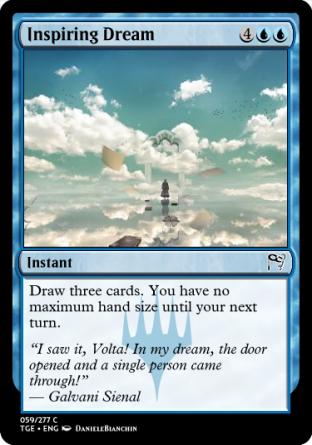 Inspiring Dream 4
Instant
Draw three cards. You have no
maximum hand size until your next
turn.
"I saw it, Volta! In my dream, the door
opened and a single person came
through!"
— Galvani Sienal
059/277 C
TGE • ENG DanieleBianchin